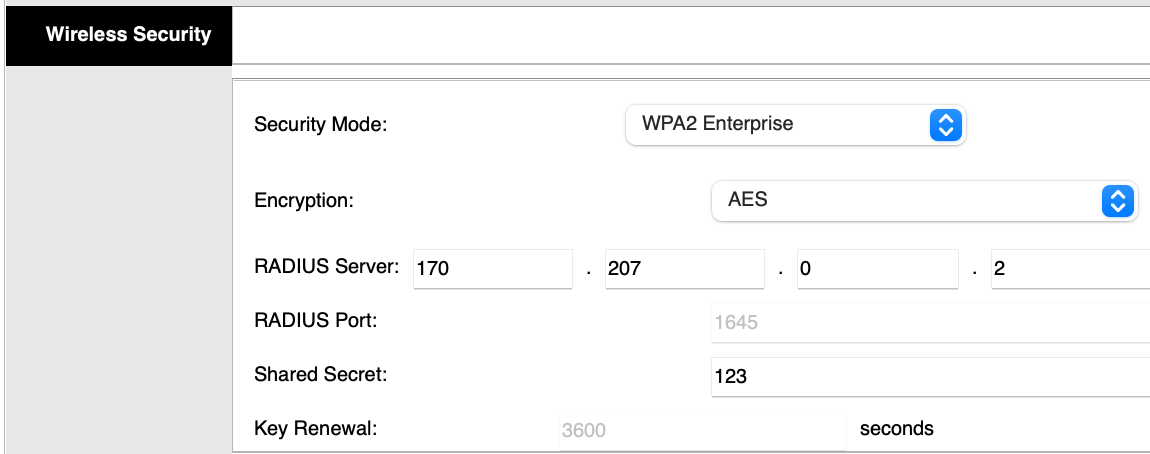 Wireless Security
Security Mode: WPA2 Enterprise
Encryption: AES
RADIUS Server: 170 . 207 . 0 . 2
RADIUS Port: 1645
Shared Secret: 123
Key Renewal: 3600 seconds